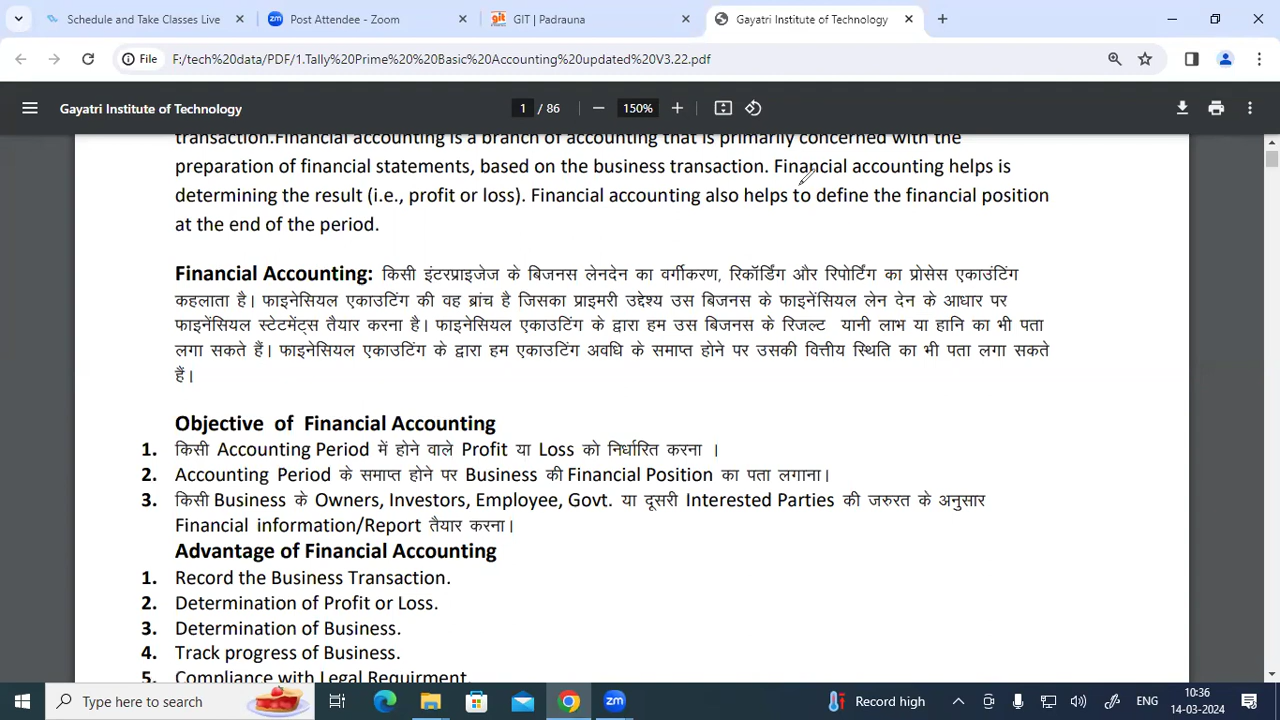 Schedule and Take Classes Live
Post Attendee - Zoom
GIT | Padrauna
Gayatri Institute of Technology
File
F:/tech%20data/PDF/1.Tally%20Prime%20%20Basic%20Accounting%20updated%20V3.22.pdf
Gayatri Institute of Technology
1 / 86
150%
transaction.Financial accounting is a branch of accounting that is primarily concerned with the
preparation of financial statements, based on the business transaction. Financial accounting helps is
determining the result (i.e., profit or loss). Financial accounting also helps to define the financial position
at the end of the period.
Financial Accounting: किसी इंटरप्राइजेज के बिजनस लेनदेन का वर्गीकरण, रिकॉर्डिंग और रिपोर्टिंग का प्रोसेस एकाउंटिंग
कहलाता है। फाइनेसियल एकाउटिंग की वह ब्रांच है जिसका प्राइमरी उद्देश्य उस बिजनस के फाइनेंसियल लेन देन के आधार पर
फाइनेंसियल स्टेटमेंट्स तैयार करना है। फाइनेसियल एकाउटिंग के द्वारा हम उस बिजनस के रिजल्ट यानी लाभ या हानि का भी पता
लगा सकते हैं। फाइनेसियल एकाउटिंग के द्वारा हम एकाउटिंग अवधि के समाप्त होने पर उसकी वित्तीय स्थिति का भी पता लगा सकते
हैं।
Objective of Financial Accounting
1. किसी Accounting Period में होने वाले Profit या Loss को निर्धारित करना ।
2. Accounting Period के समाप्त होने पर Business की Financial Position का पता लगाना।
3. किसी Business के Owners, Investors, Employee, Govt. या दूसरी Interested Parties की जरुरत के अनुसार
Financial information/Report तैयार करना।
Advantage of Financial Accounting
1. Record the Business Transaction.
2. Determination of Profit or Loss.
3. Determination of Business.
4. Track progress of Business.
5. Compliance with Legal Requirment.
Type here to search
Record high
ENG
10:36
14-03-2024